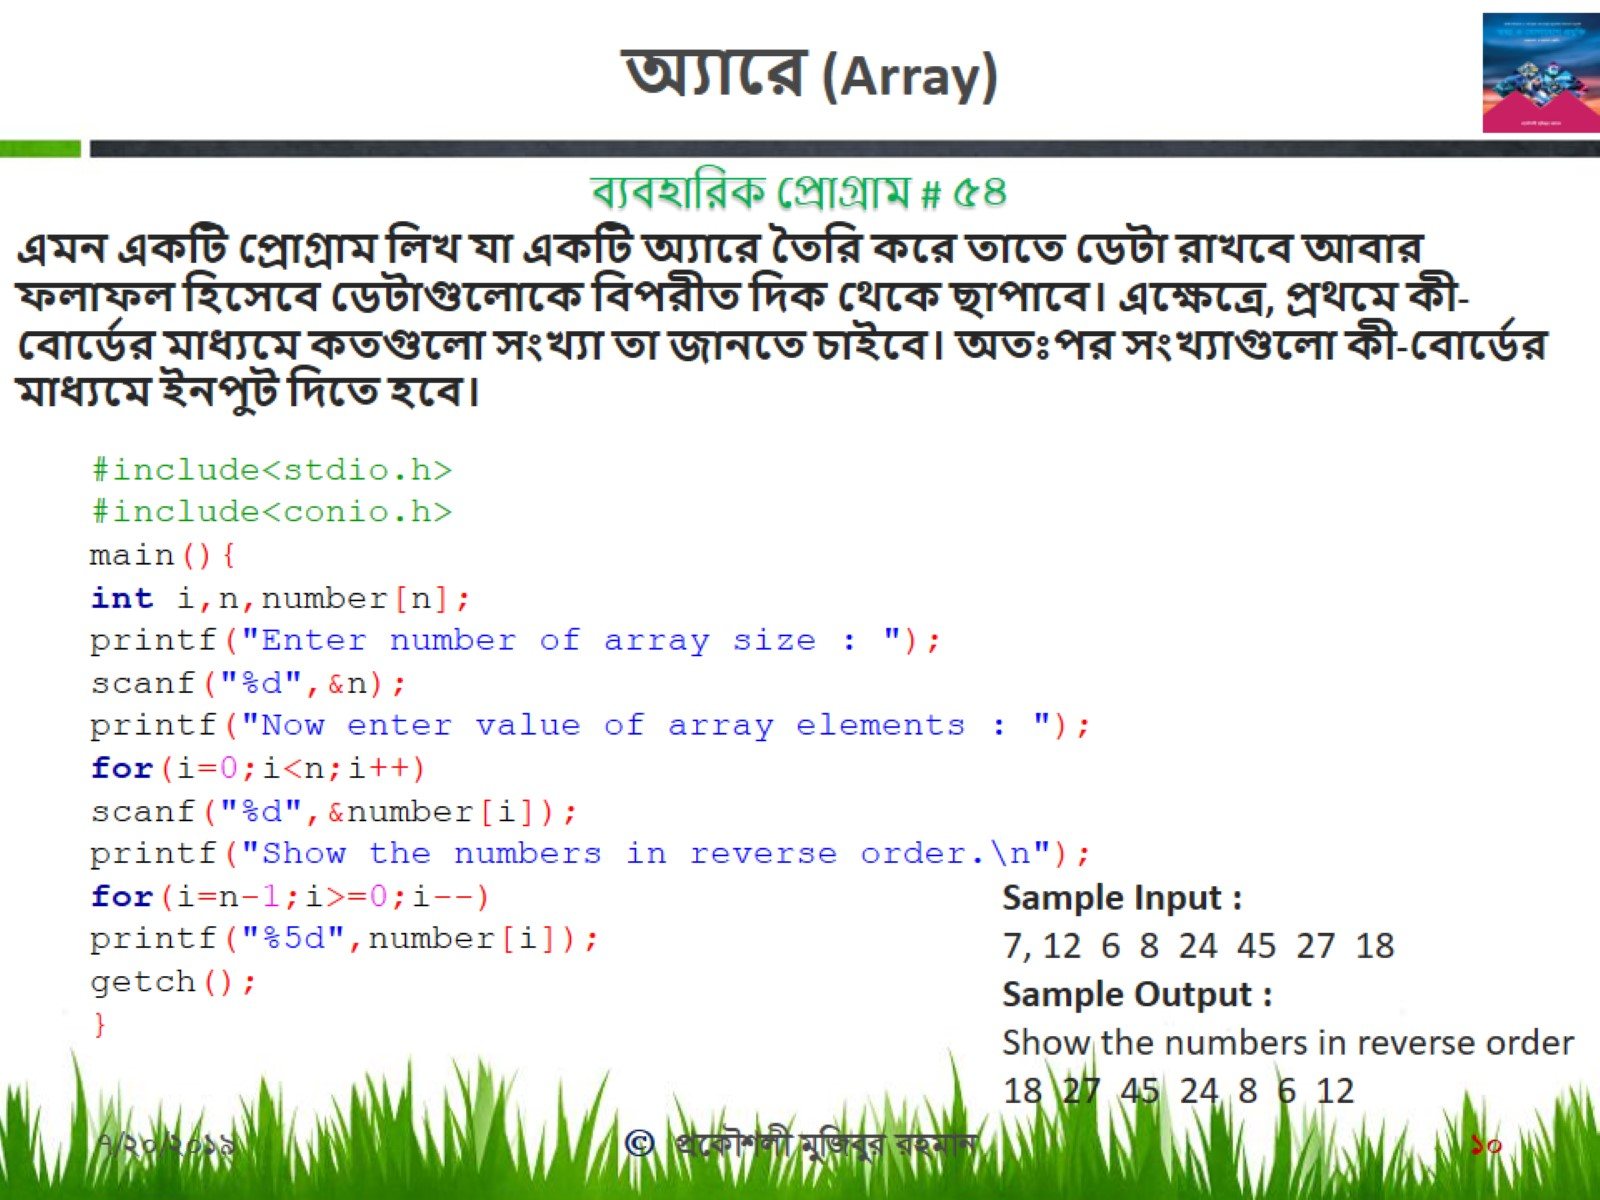 অ্যারে (Array)
ব্যবহারিক প্রোগ্রাম # ৫৪
এমন একটি প্রোগ্রাম লিখ যা একটি অ্যারে তৈরি করে তাতে ডেটা রাখবে আবার
ফলাফল হিসেবে ডেটাগুলোকে বিপরীত দিক থেকে ছাপাবে। এক্ষেত্রে, প্রথমে কী-
বোর্ডের মাধ্যমে কতগুলো সংখ্যা তা জানতে চাইবে। অতঃপর সংখ্যাগুলো কী-বোর্ডের
মাধ্যমে ইনপুট দিতে হবে।
#include<stdio.h>
#include<conio.h>
main(){
int i,n,number[n];
printf("Enter number of array size : ");
scanf("%d",&n);
printf("Now enter value of array elements : ");
for(i=0;i<n;i++)
scanf("%d",&number[i]);
printf("Show the numbers in reverse order.\n");
for(i=n-1;i>=0;i--)
printf("%5d",number[i]);
getch();
}
Sample Input :
7, 12 6 8 24 45 27 18
Sample Output :
Show the numbers in reverse order
18 27 45 24 8 6 12
৭/২০/২০১৯
© প্রকৌশলী মুজিবুর রহমান
১০